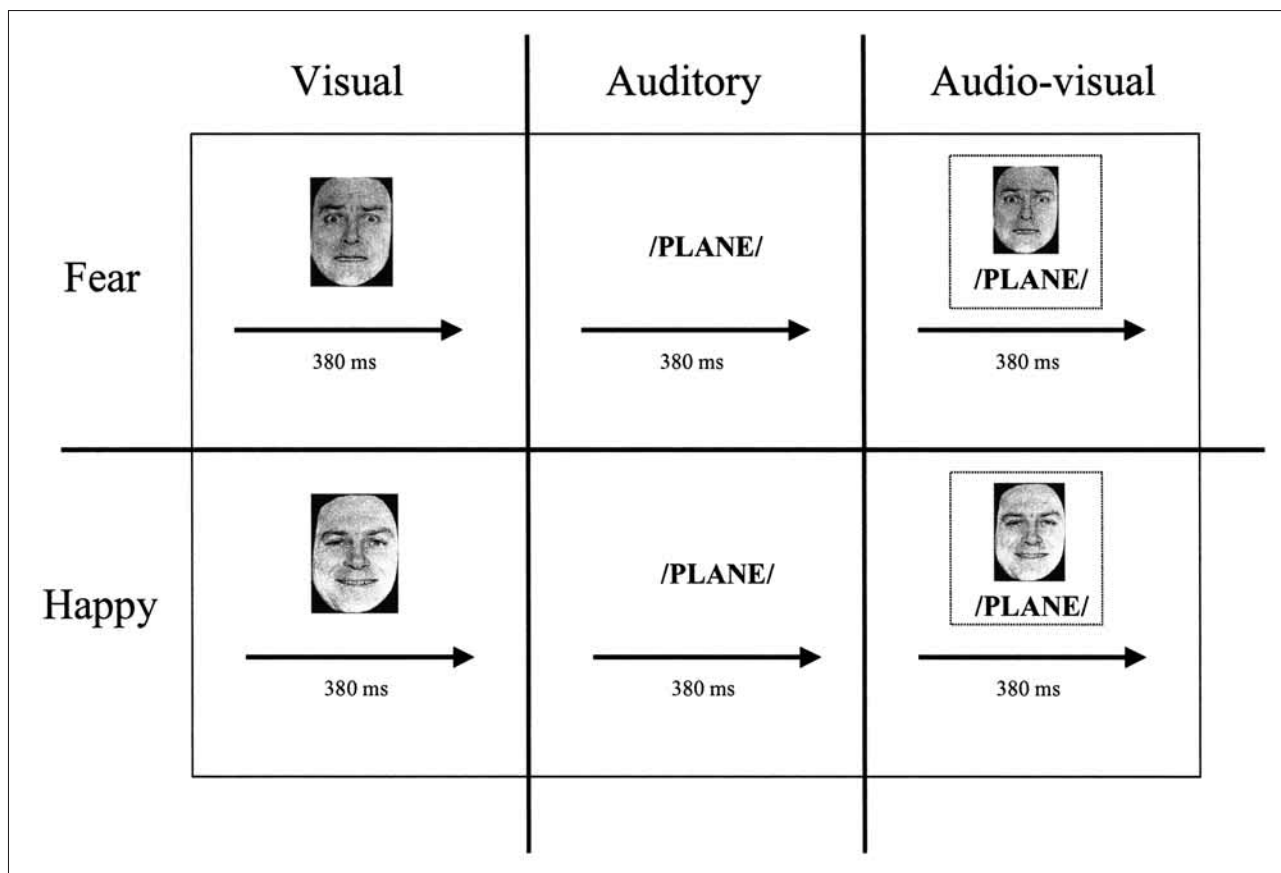 Visual Auditory Audio-visual
Fear
/PLANE/
/PLANE/
380 ms 380 ms 380 ms
Happy
/PLANE/
/PLANE/
380 ms 380 ms 380 ms